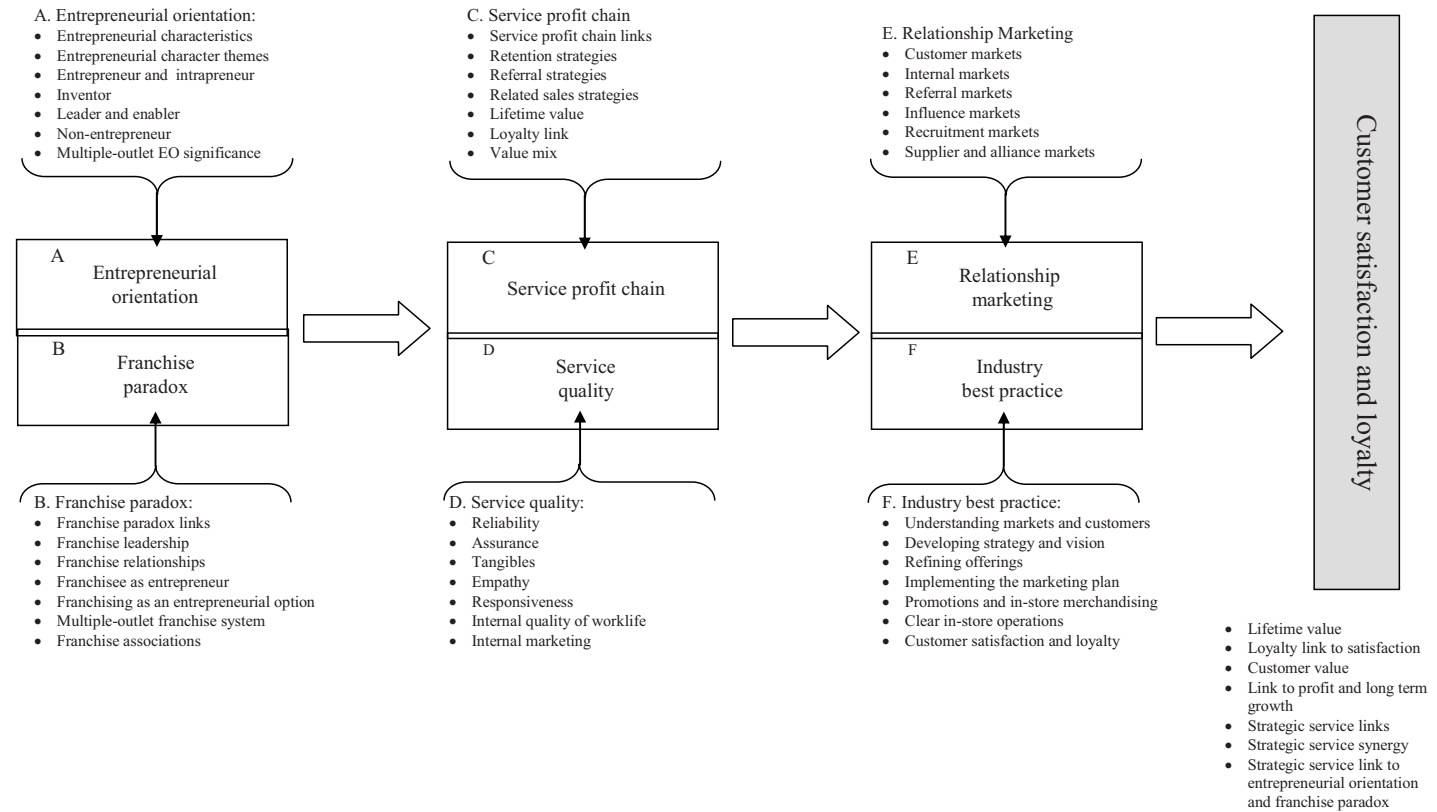 A. Entrepreneurial orientation:
• Entrepreneurial characteristics
• Entrepreneurial character themes
• Entrepreneur and intrapreneur
• Inventor
• Leader and enabler
• Non-entrepreneur
• Multiple-outlet EO significance
C. Service profit chain
• Service profit chain links
• Retention strategies
• Referral strategies
• Related sales strategies
• Lifetime value
• Loyalty link
• Value mix
E. Relationship Marketing
• Customer markets
• Internal markets
• Referral markets
• Influence markets
• Recruitment markets
• Supplier and alliance markets
A
Entrepreneurial
orientation
B
Franchise
paradox
C
Service profit chain
D
Service
quality
E
Relationship
marketing
F
Industry
best practice
Customer satisfaction and loyalty
B. Franchise paradox:
• Franchise paradox links
• Franchise leadership
• Franchise relationships
• Franchisee as entrepreneur
• Franchising as an entrepreneurial option
• Multiple-outlet franchise system
• Franchise associations
D. Service quality:
• Reliability
• Assurance
• Tangibles
• Empathy
• Responsiveness
• Internal quality of worklife
• Internal marketing
F. Industry best practice:
• Understanding markets and customers
• Developing strategy and vision
• Refining offerings
• Implementing the marketing plan
• Promotions and in-store merchandising
• Clear in-store operations
• Customer satisfaction and loyalty
• Lifetime value
• Loyalty link to satisfaction
• Customer value
• Link to profit and long term
growth
• Strategic service links
• Strategic service synergy
• Strategic service link to
entrepreneurial orientation
and franchise paradox